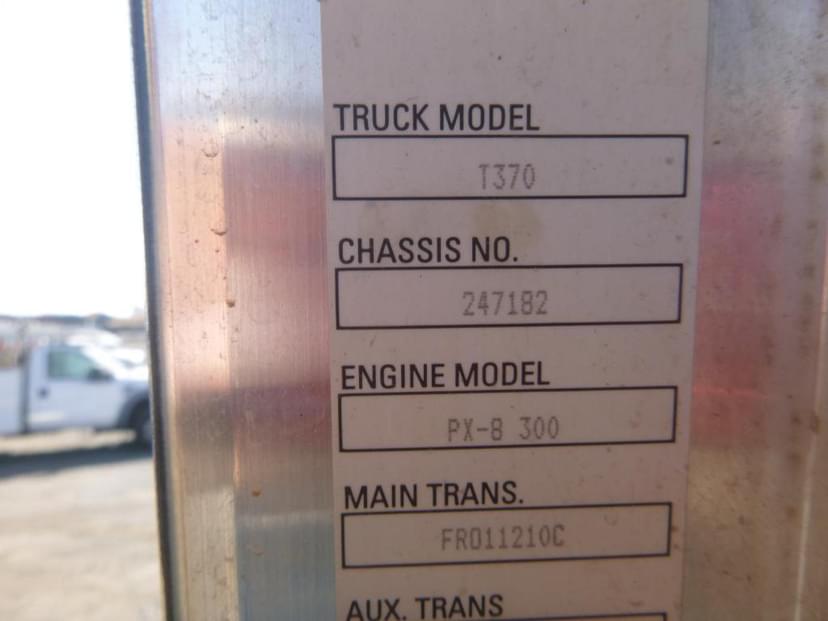 TRUCK MODEL
T370
CHASSIS NO.
247182
ENGINE MODEL
PX-8 300
MAIN TRANS.
FRO11210C
AUX. TRANS